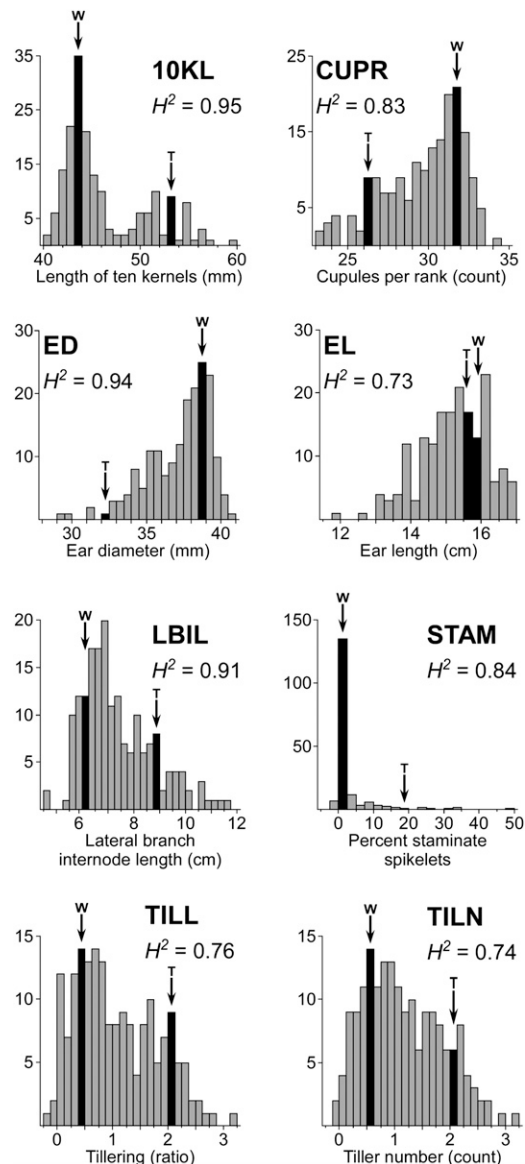 W
35
25
15
5
10KL
H² = 0.95
T
40 50 60
Length of ten kernels (mm)
W
25
15
5
CUPR
H² = 0.83
T
25 30 35
Cupules per rank (count)
W
30
20
10
ED
H² = 0.94
T
30 35 40
Ear diameter (mm)
T W
30
20
10
EL
H² = 0.73
12 14 16
Ear length (cm)
W
20
15
10
5
LBIL
H² = 0.91
T
6 8 10 12
Lateral branch
internode length (cm)
W
150
100
50
STAM
H² = 0.84
T
0 10 20 30 40 50
Percent staminate
spikelets
W
15
10
5
TILL
H² = 0.76
T
0 1 2 3
Tillering (ratio)
W
15
10
5
TILN
H² = 0.74
T
0 1 2 3
Tiller number (count)